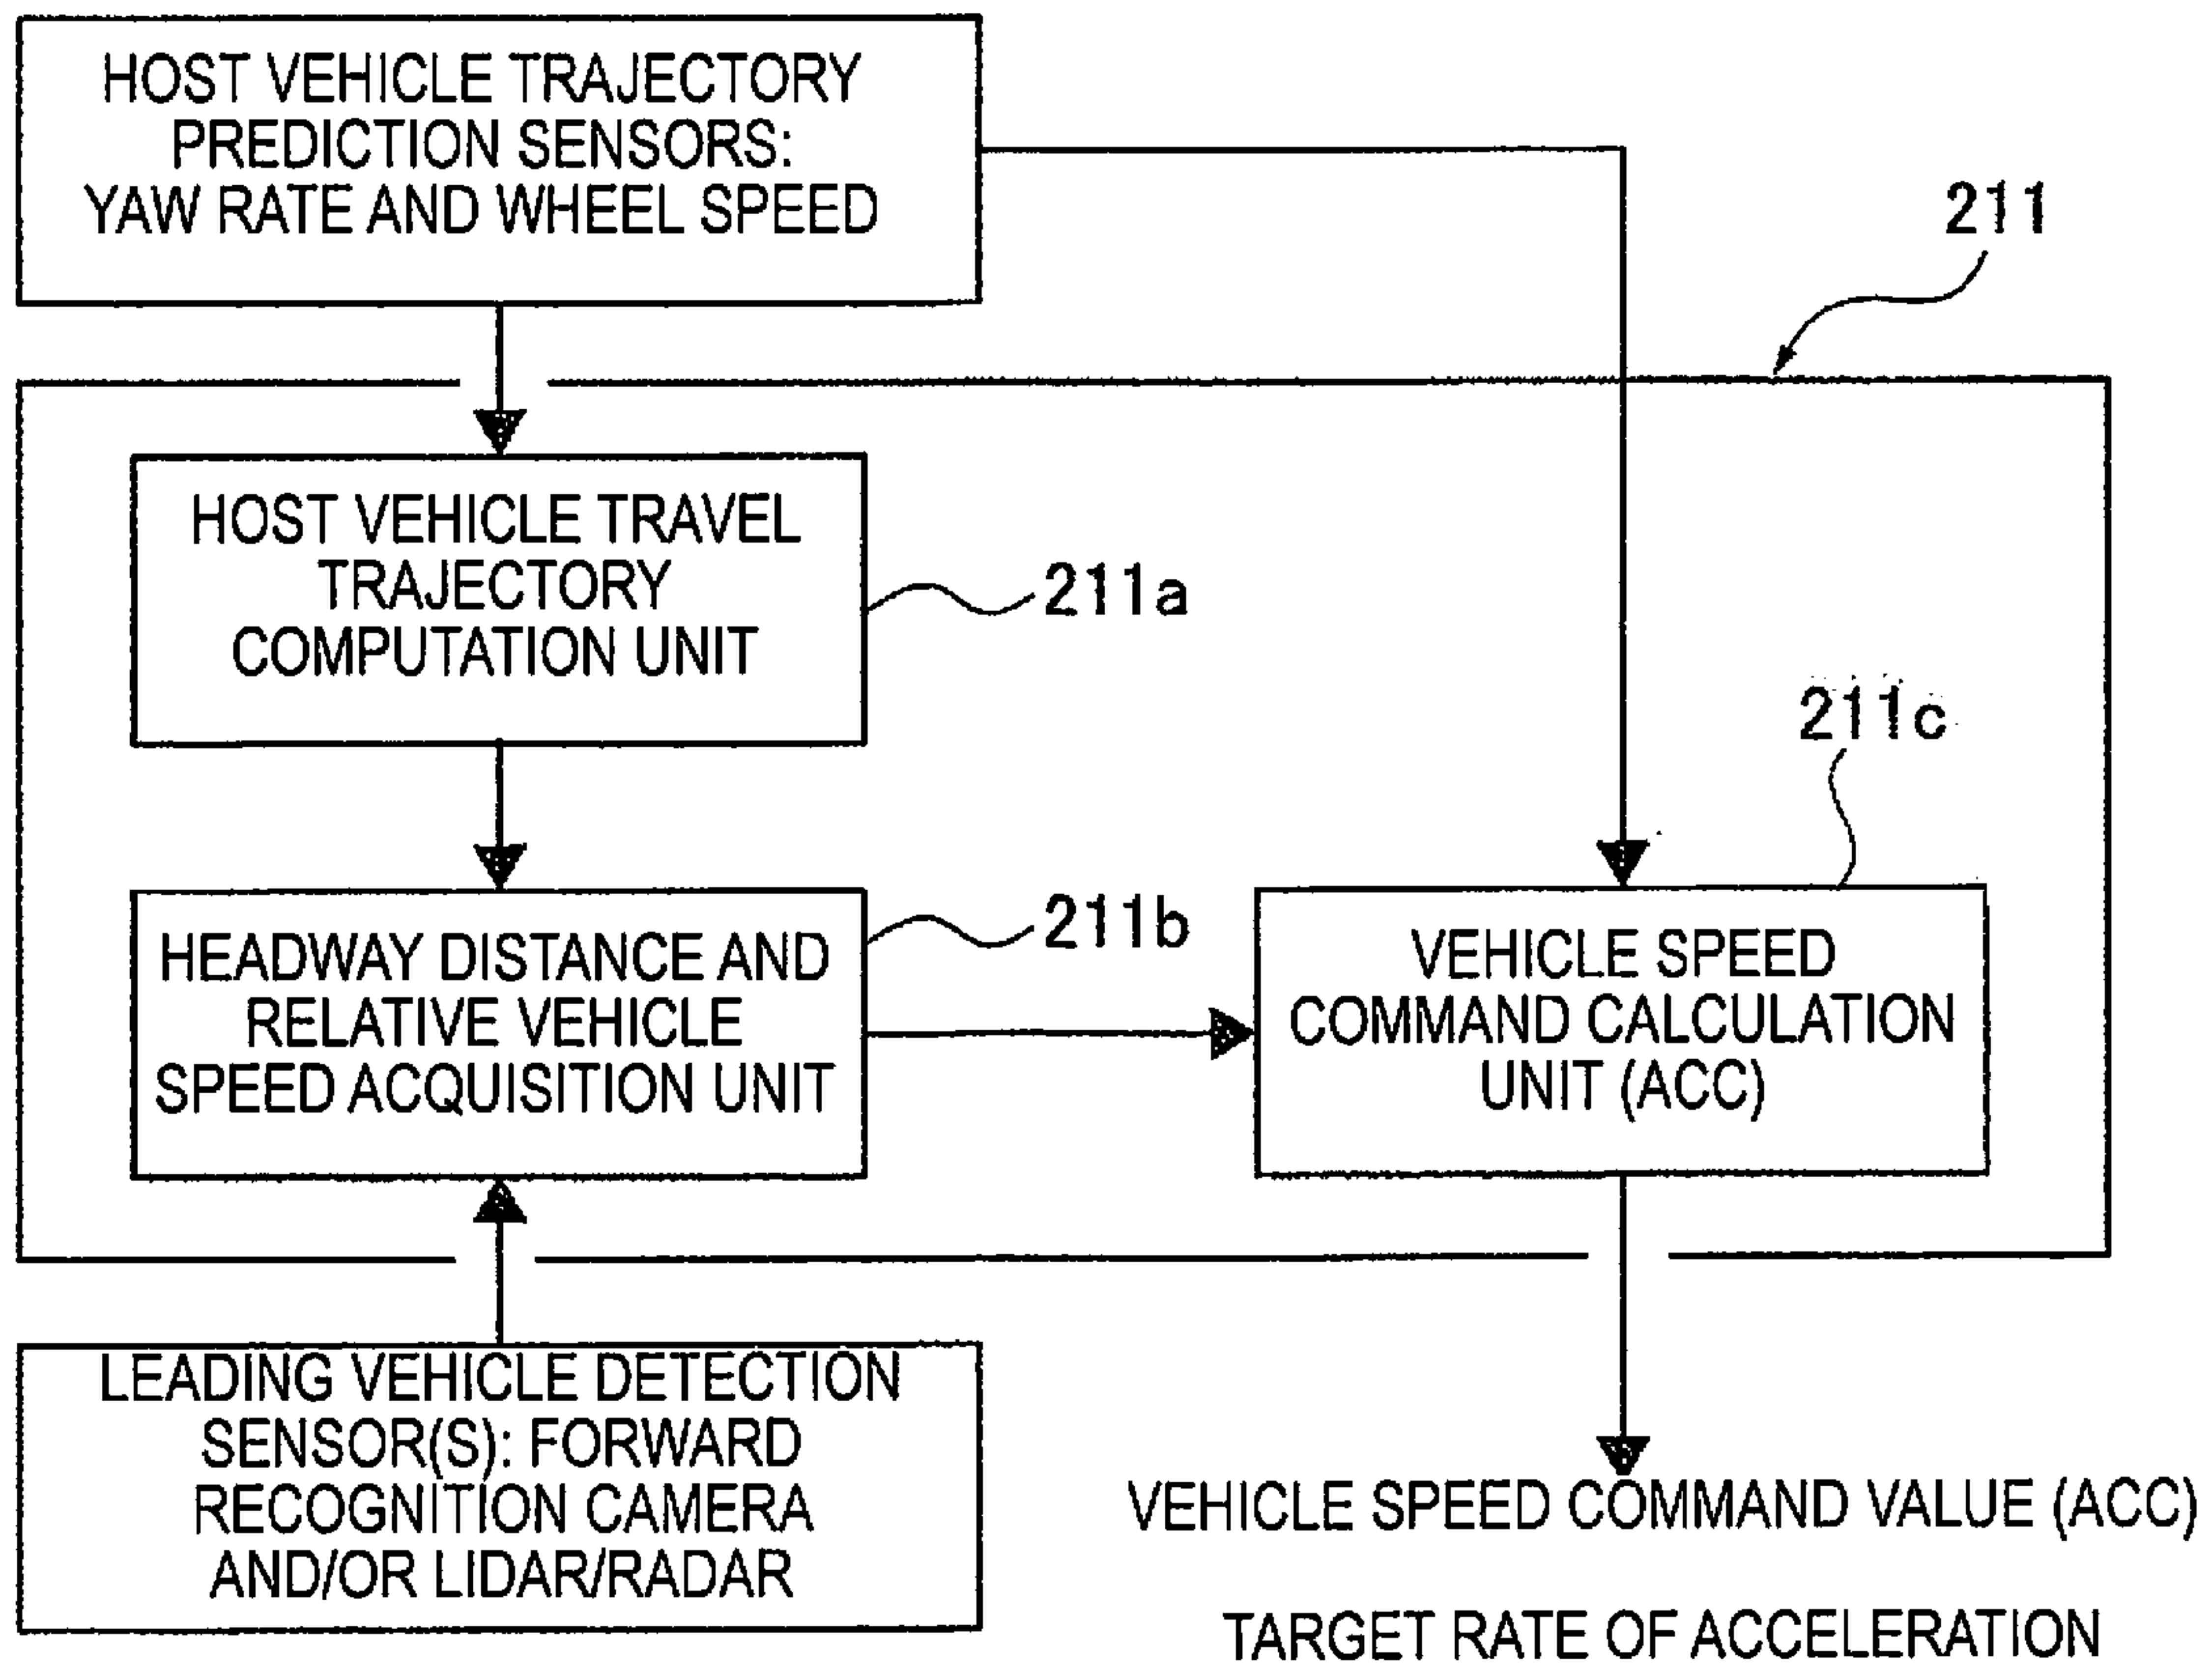 HOST VEHICLE TRAJECTORY
PREDICTION SENSORS:
YAW RATE AND WHEEL SPEED
211
HOST VEHICLE TRAVEL
TRAJECTORY
COMPUTATION UNIT
211a
211c
HEADWAY DISTANCE AND
RELATIVE VEHICLE
SPEED ACQUISITION UNIT
211b
VEHICLE SPEED
COMMAND CALCULATION
UNIT (ACC)
LEADING VEHICLE DETECTION
SENSOR(S): FORWARD
RECOGNITION CAMERA
AND/OR LIDAR/RADAR
VEHICLE SPEED COMMAND VALUE (ACC)
TARGET RATE OF ACCELERATION